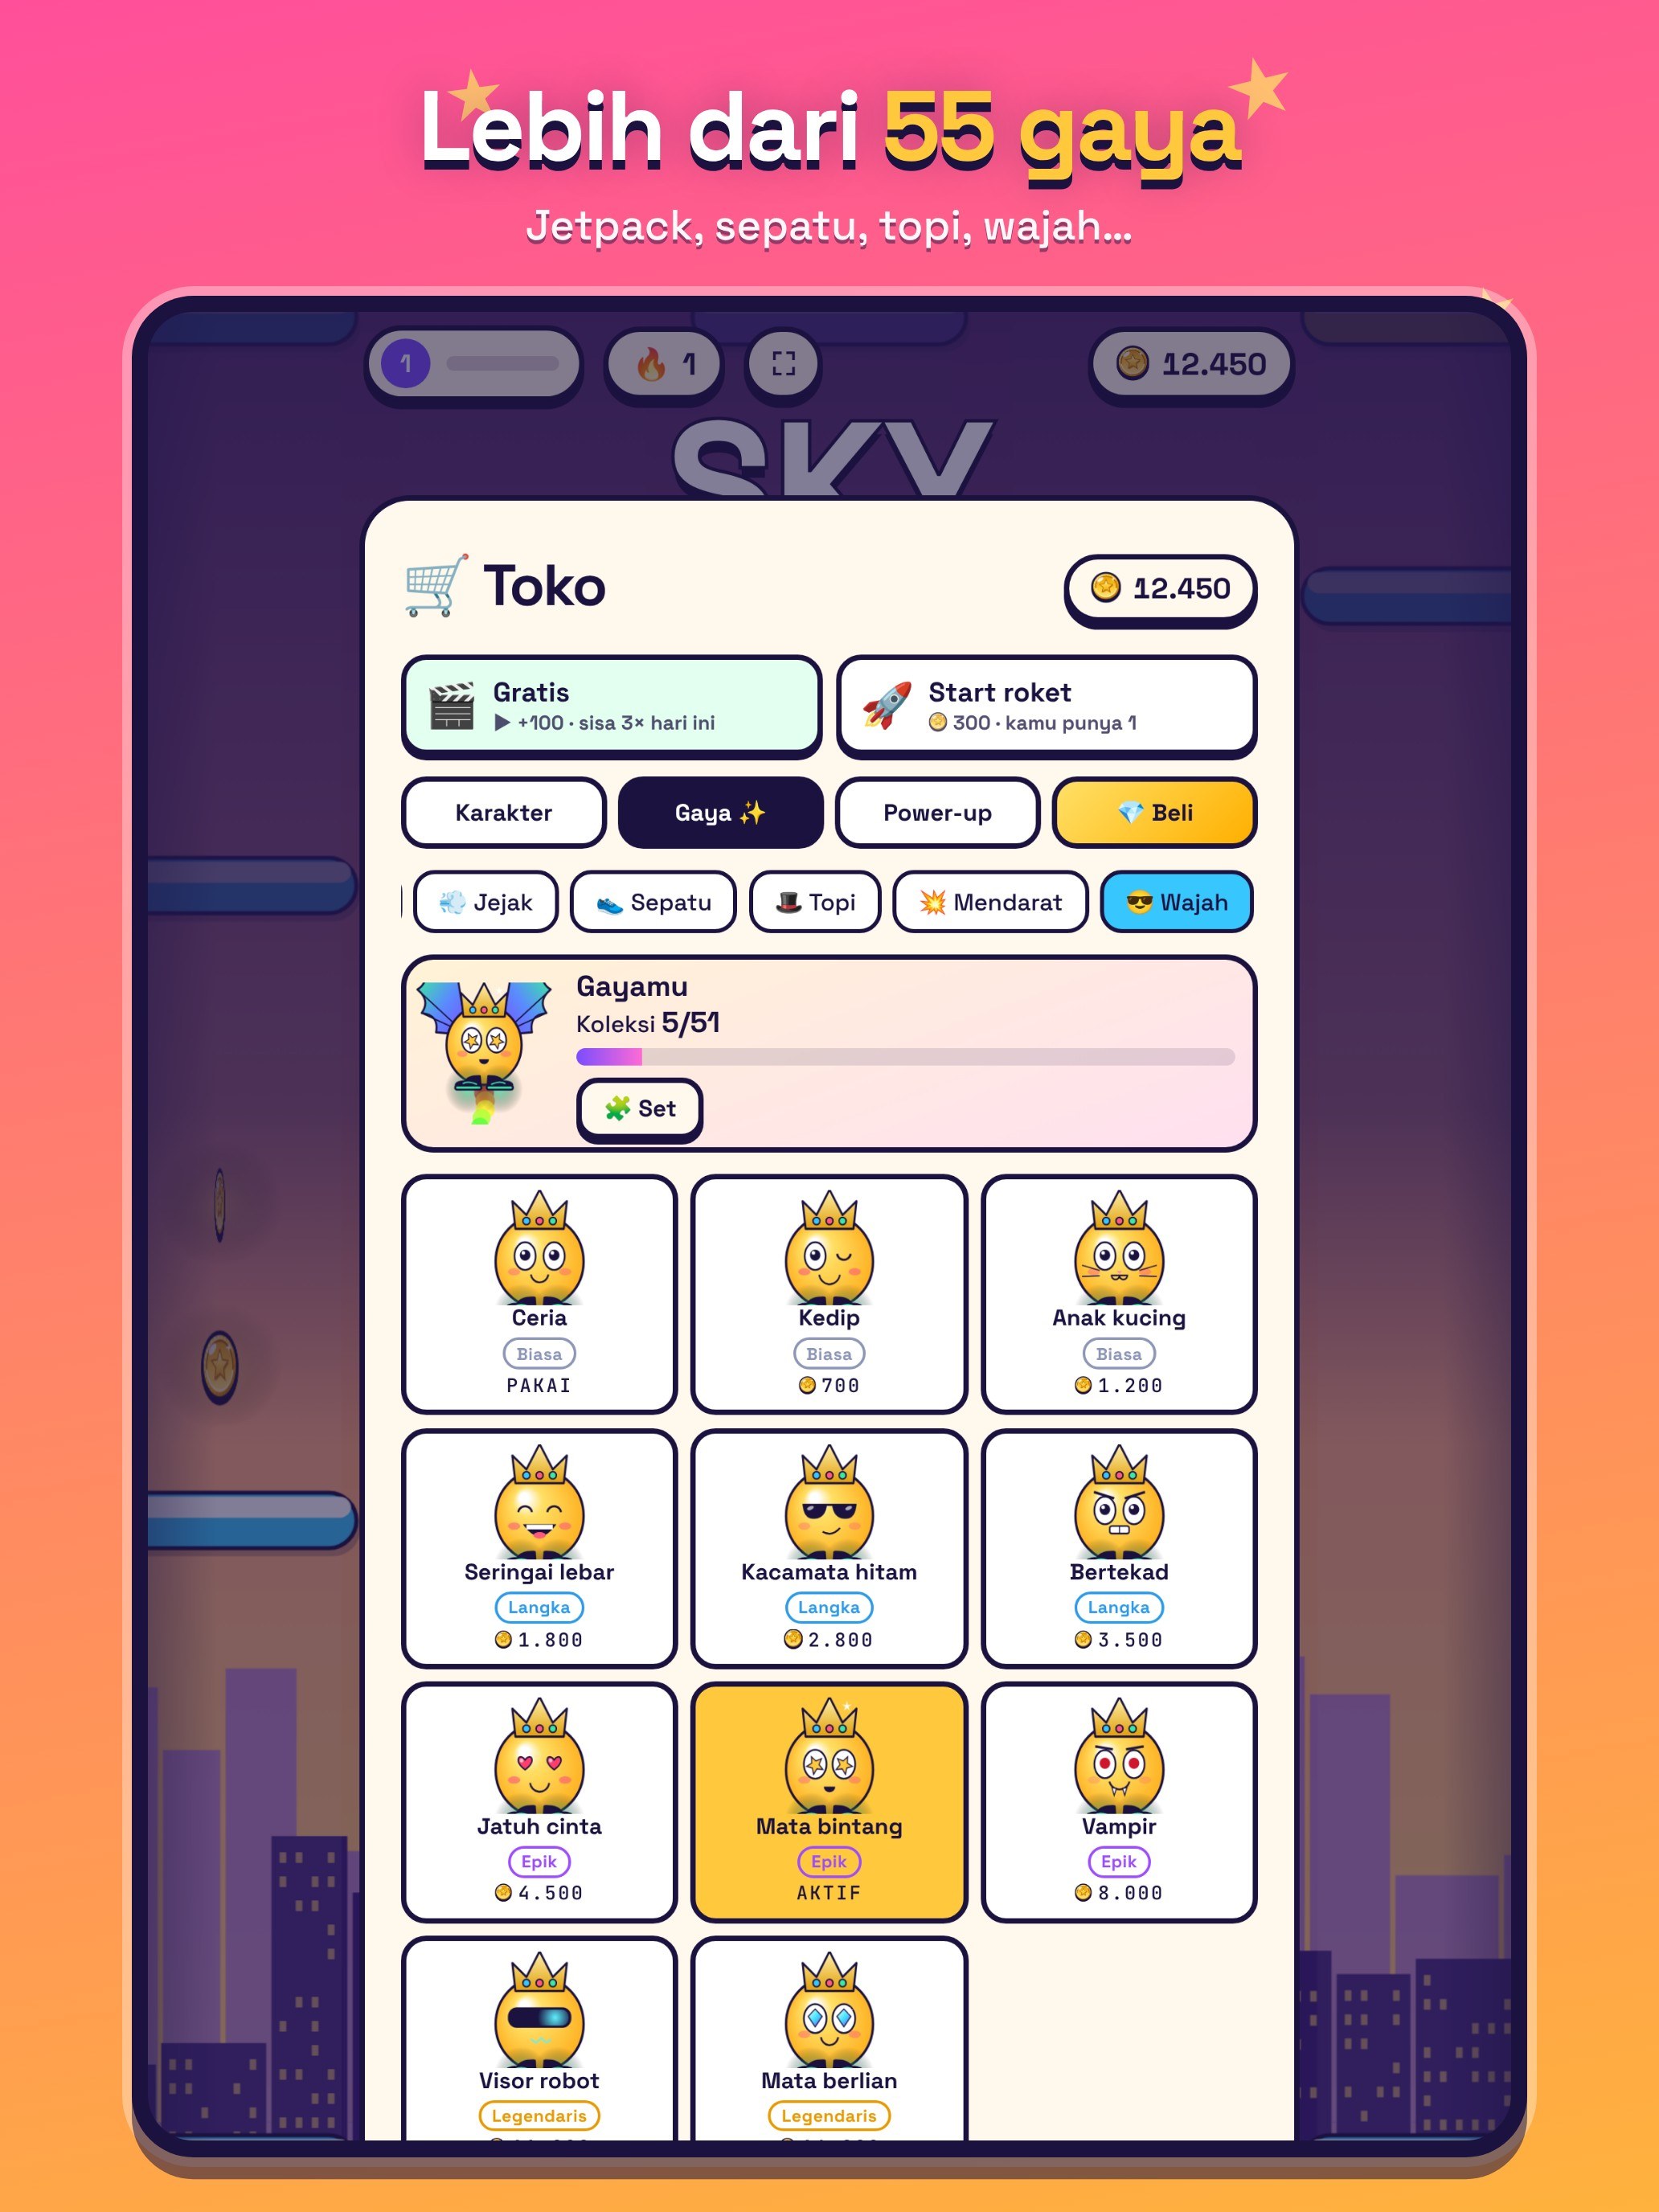 Lebih dari 55 gaya
Jetpack, sepatu, topi, wajah...
1
🔥 1
12.450
SKY
🛒 Toko
12.450
Gratis
▶ +100 · sisa 3× hari ini
Start roket
300 · kamu punya 1
Karakter
Gaya ✨
Power-up
💎 Beli
Jejak
Sepatu
Topi
Mendarat
Wajah
Gayamu
Koleksi 5/51
Set
Ceria
Biasa
PAKAI
Kedip
Biasa
700
Anak kucing
Biasa
1.200
Seringai lebar
Langka
1.800
Kacamata hitam
Langka
2.800
Bertekad
Langka
3.500
Jatuh cinta
Epik
4.500
Mata bintang
Epik
AKTIF
Vampir
Epik
8.000
Visor robot
Legendaris
Mata berlian
Legendaris